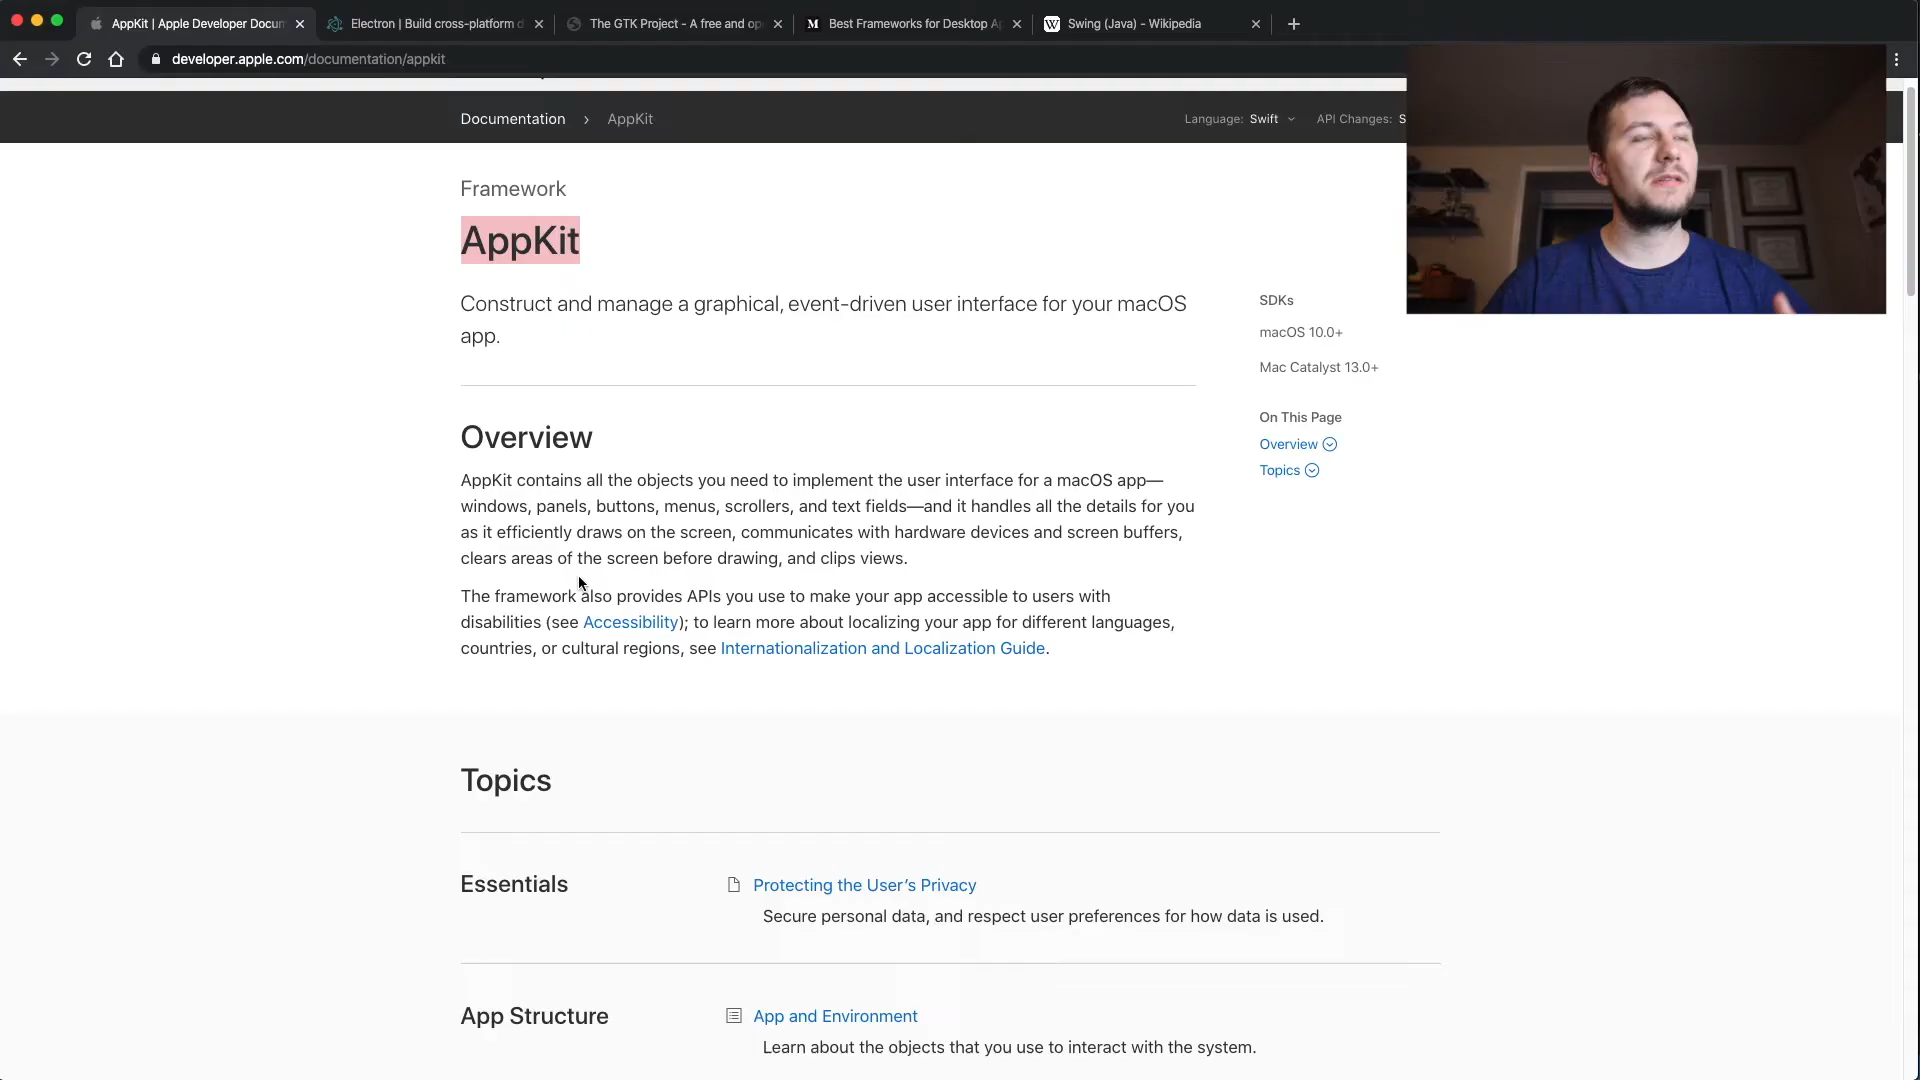 AppKit | Apple Developer Docum
Electron | Build cross-platform d
The GTK Project - A free and op
M
Best Frameworks for Desktop Ap
W
Swing (Java) - Wikipedia
developer.apple.com/documentation/appkit
Documentation › AppKit
Language: Swift
API Changes: S
Framework
AppKit
Construct and manage a graphical, event-driven user interface for your macOS
app.
SDKs
macOS 10.0+
Mac Catalyst 13.0+
On This Page
Overview
Topics
Overview
AppKit contains all the objects you need to implement the user interface for a macOS app—
windows, panels, buttons, menus, scrollers, and text fields—and it handles all the details for you
as it efficiently draws on the screen, communicates with hardware devices and screen buffers,
clears areas of the screen before drawing, and clips views.
The framework also provides APIs you use to make your app accessible to users with
disabilities (see Accessibility); to learn more about localizing your app for different languages,
countries, or cultural regions, see Internationalization and Localization Guide.
Topics
Essentials
Protecting the User’s Privacy
Secure personal data, and respect user preferences for how data is used.
App Structure
App and Environment
Learn about the objects that you use to interact with the system.